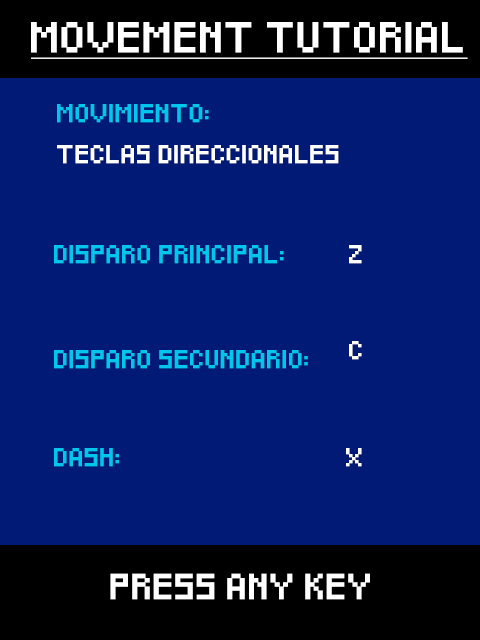 MOVEMENT TUTORIAL
MOVIMIENTO:
TECLAS DIRECCIONALES
DISPARO PRINCIPAL: Z
DISPARO SECUNDARIO: C
DASH: X
PRESS ANY KEY